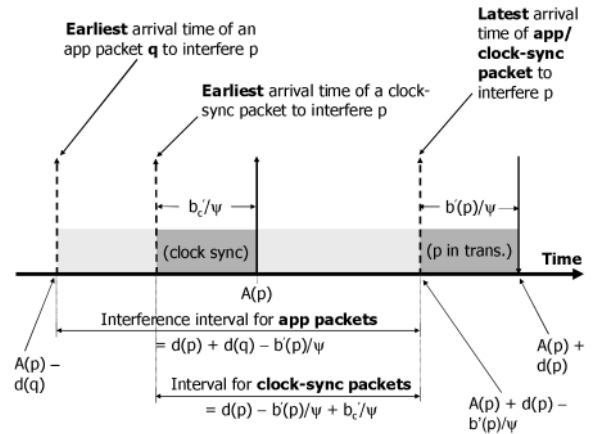 Earliest arrival time of an
app packet q to interfere p
Earliest arrival time of a clock-
sync packet to interfere p
Latest arrival
time of app/
clock-sync
packet to
interfere p
b′c/ψ
b′(p)/ψ
(clock sync)
(p in trans.)
Time
A(p)
Interference interval for app packets
= d(p) + d(q) – b′(p)/ψ
A(p) –
d(q)
Interval for clock-sync packets
= d(p) – b′(p)/ψ + b′c/ψ
A(p) + d(p) –
b'(p)/ψ
A(p) +
d(p)